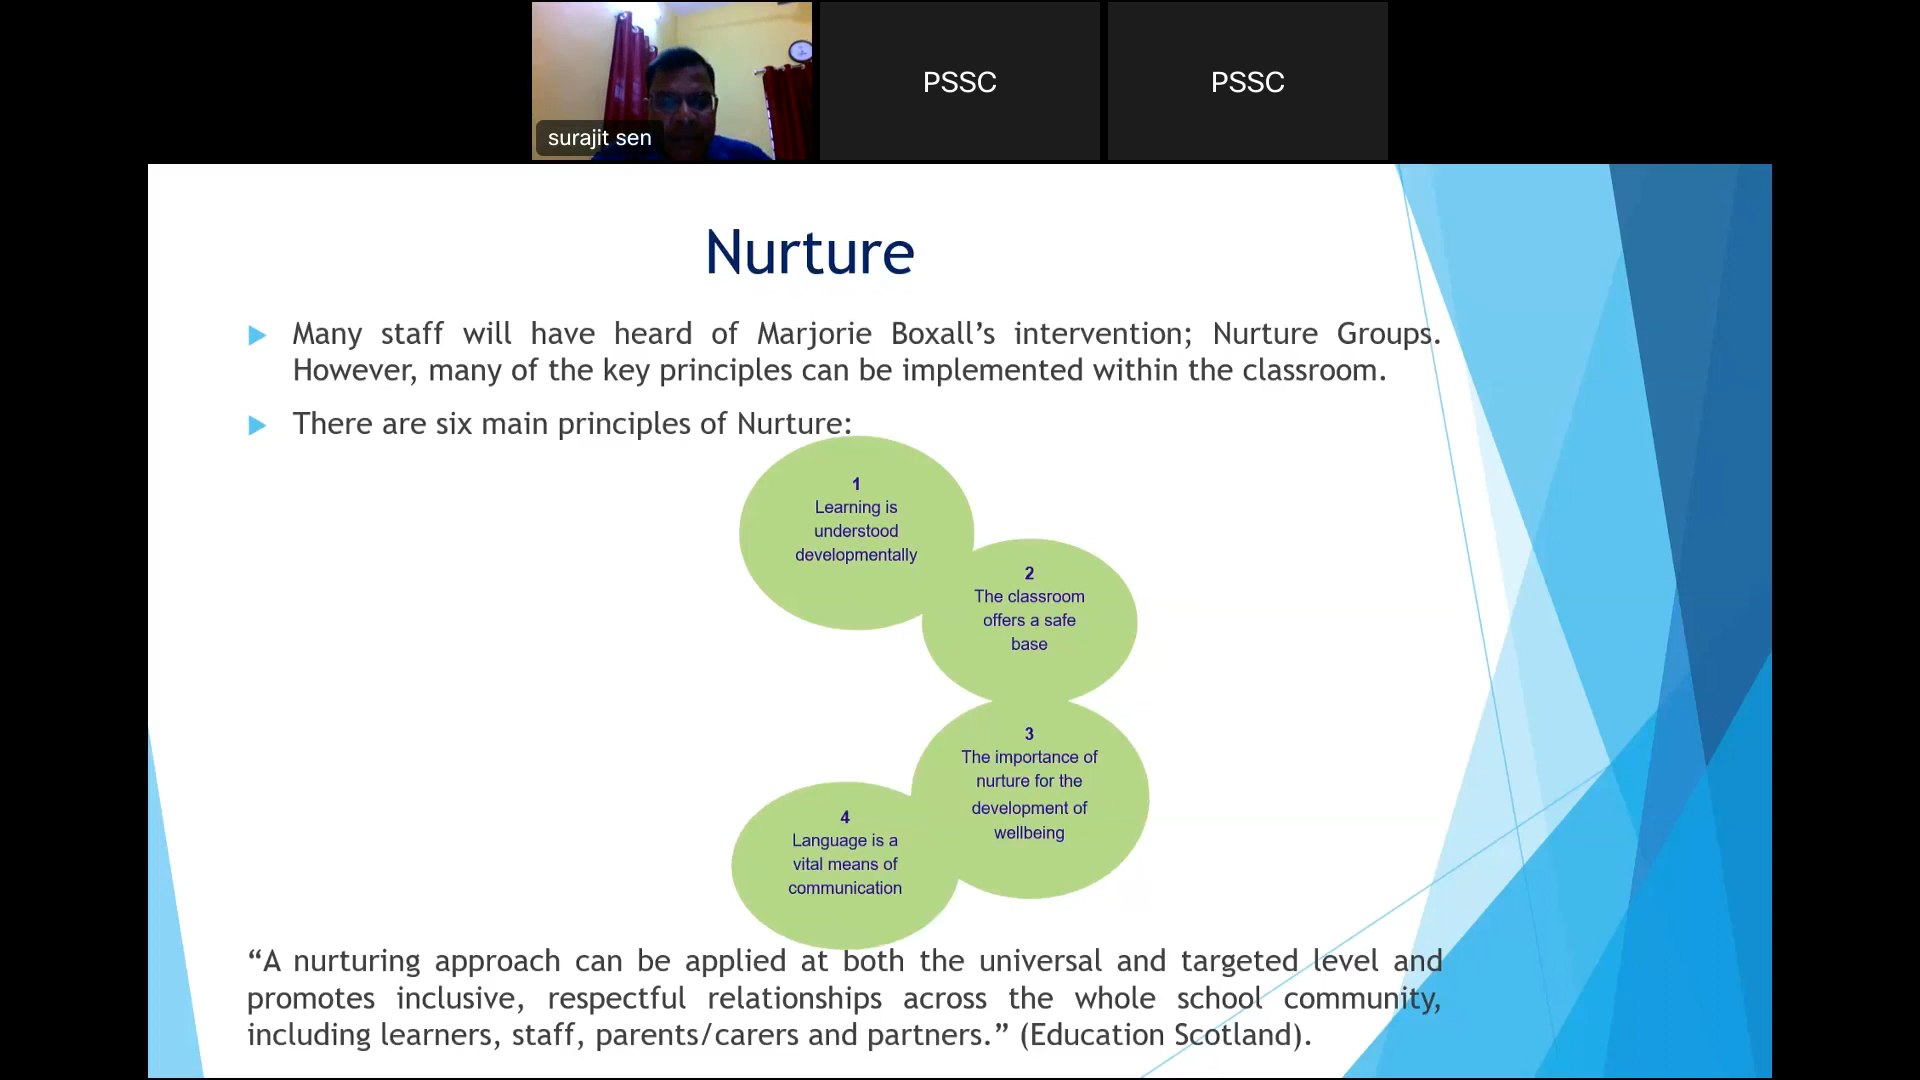 surajit sen
PSSC
PSSC
Nurture
Many staff will have heard of Marjorie Boxall’s intervention; Nurture Groups.
However, many of the key principles can be implemented within the classroom.
There are six main principles of Nurture:
1
Learning is
understood
developmentally
2
The classroom
offers a safe
base
3
The importance of
nurture for the
development of
wellbeing
4
Language is a
vital means of
communication
“A nurturing approach can be applied at both the universal and targeted level and
promotes inclusive, respectful relationships across the whole school community,
including learners, staff, parents/carers and partners.” (Education Scotland).